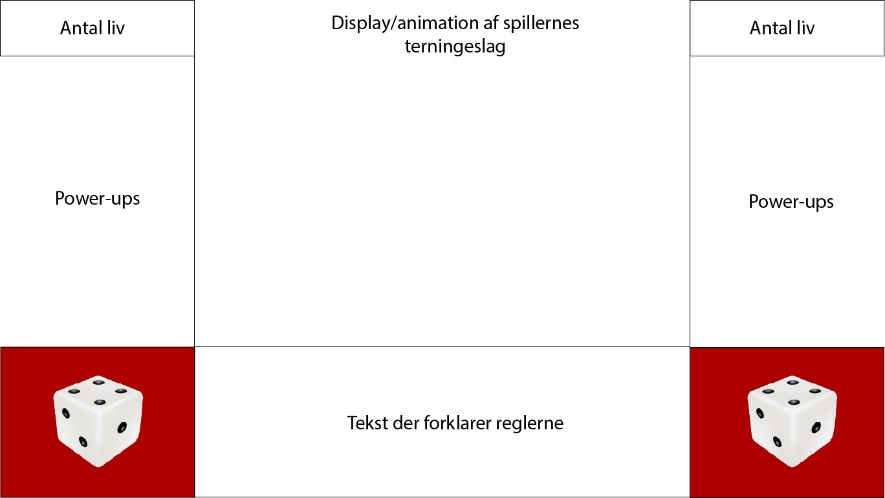 Antal liv
Display/animation af spillernes
terningeslag
Antal liv
Power-ups
Power-ups
Tekst der forklarer reglerne